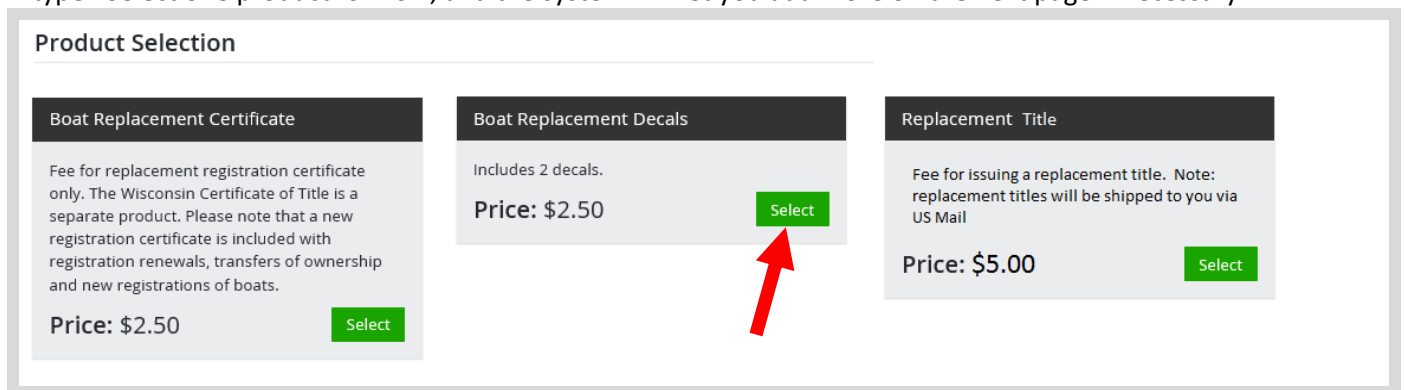 Product Selection
Boat Replacement Certificate
Fee for replacement registration certificate
only. The Wisconsin Certificate of Title is a
separate product. Please note that a new
registration certificate is included with
registration renewals, transfers of ownership
and new registrations of boats.
Price: $2.50
Select
Boat Replacement Decals
Includes 2 decals.
Price: $2.50
Select
Replacement Title
Fee for issuing a replacement title. Note:
replacement titles will be shipped to you via
US Mail
Price: $5.00
Select